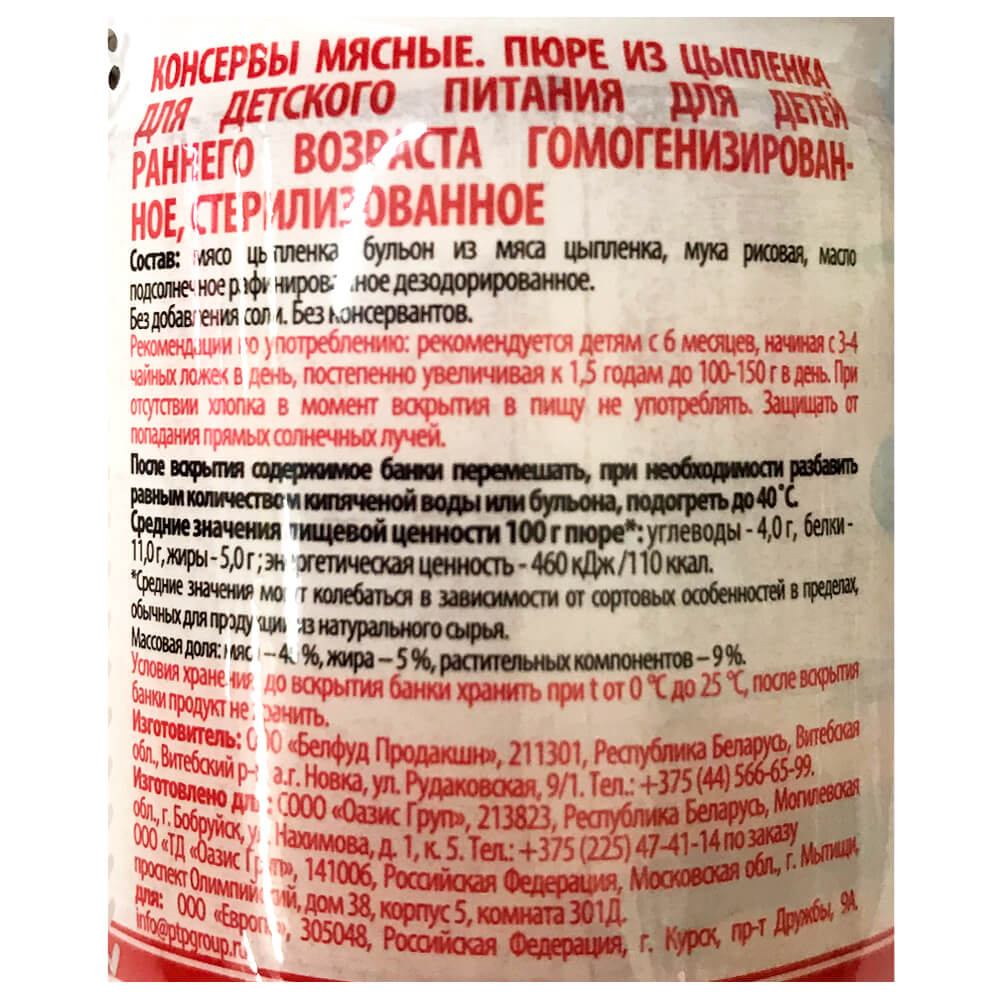 КОНСЕРВЫ МЯСНЫЕ. ПЮРЕ ИЗ ЦЫПЛЕНКА
ДЛЯ ДЕТСКОГО ПИТАНИЯ ДЛЯ ДЕТЕЙ
РАННЕГО ВОЗРАСТА ГОМОГЕНИЗИРОВАН-
НОЕ, СТЕРИЛИЗОВАННОЕ
Состав: мясо цыпленка, бульон из мяса цыпленка, мука рисовая, масло
подсолнечное рафинированное дезодорированное.
Без добавления соли. Без консервантов.
Рекомендации по употреблению: рекомендуется детям с 6 месяцев, начиная с 3-4
чайных ложек в день, постепенно увеличивая к 1,5 годам до 100-150 г в день. При
отсутствии хлопка в момент вскрытия в пищу не употреблять. Защищать от
попадания прямых солнечных лучей.
После вскрытия содержимое банки перемешать, при необходимости разбавить
равным количеством кипяченой воды или бульона, подогреть до 40˚С.
Средние значения пищевой ценности 100 г пюре*: углеводы - 4,0 г, белки -
11,0 г, жиры - 5,0 г ; энергетическая ценность - 460 кДж /110 ккал.
*Средние значения могут колебаться в зависимости от сортовых особенностей в пределах,
обычных для продукции из натурального сырья.
Массовая доля: мяса – %, жира – 5 %, растительных компонентов – 9 %.
Условия хранения: до вскрытия банки хранить при t от 0 °С до 25 °С, после вскрытия
банки продукт не хранить.
Изготовитель: ООО «Белфуд Продакшн», 211301, Республика Беларусь, Витебская
обл., Витебский р-н, а.г. Новка, ул. Рудаковская, 9/1. Тел.: +375 (44) 566-65-99.
Изготовлено для: СООО «Оазис Груп», 213823, Республика Беларусь, Могилевская
обл., г. Бобруйск, ул. Нахимова, д. 1, к. 5. Тел.: +375 (225) 47-41-14 по заказу
ООО «ТД «Оазис Груп», 141006, Российская Федерация, Московская обл., г. Мытищи,
проспект Олимпийский, дом 38, корпус 5, комната 301Д.
для: ООО «Европа», 305048, Российская Федерация, г. Курск, пр-т Дружбы, 9А,
info@ptpgroup.ru